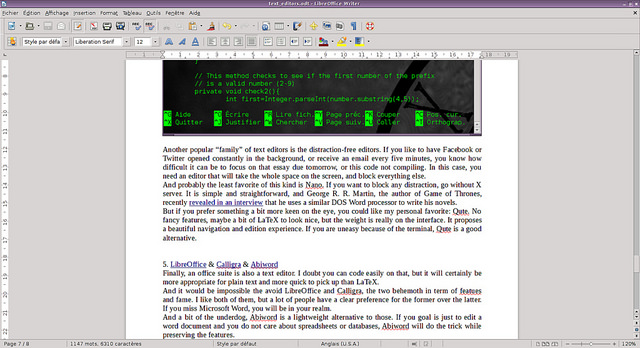 text_editors.odt - LibreOffice Writer
Fichier Édition Affichage Insertion Format Tableau Outils Fenêtre Aide
Style par défa Liberation Serif 12
// This method checks to see if the first number of the prefix
// is a valid number (2-9)
private void check2(){
int first=Integer.parseInt(number.substring(4,5));
^G Aide ^O Écrire ^R Lire fich. ^Y Page préc. ^K Couper ^C Pos. cur.
^X Quitter ^J Justifier ^W Chercher ^V Page suiv. ^U Coller ^T Orthograp.
Another popular “family” of text editors is the distraction-free editors. If you like to have Facebook or
Twitter opened constantly in the background, or receive an email every five minutes, you know how
difficult it can be to focus on that essay due tomorrow, or this code not compiling. In this case, you
need an editor that will take the whole space on the screen, and block everything else.
And probably the least favorite of this kind is Nano. If you want to block any distraction, go without X
server. It is simple and straightforward, and George R. R. Martin, the author of Game of Thrones,
recently revealed in an interview that he uses a similar DOS Word processor to write his novels.
But if you prefer something a bit more keen on the eye, you could like my personal favorite: Qute. No
fancy features, maybe a bit of LaTeX to look nice, but the weight is really on the interface. It proposes
a beautiful navigation and edition experience. If you are uneasy because of the terminal, Qute is a good
alternative.
5. LibreOffice & Calligra & Abiword
Finally, an office suite is also a text editor. I doubt you can code easily on that, but it will certainly be
more appropriate for plain text and more quick to pick up than LaTeX.
And it would be impossible the avoid LibreOffice and Calligra, the two behemoth in term of featues
and fame. I like both of them, but a lot of people have a clear preference for the former over the latter.
If you miss Microsoft Word, you will be in your realm.
And a bit of the underdog, Abiword is a lightweight alternative to those. If you goal is just to edit a
word document and you do not care about spreadsheets or databases, Abiword will do the trick while
preserving the features.
Page 7 / 8 1147 mots, 6310 caractères Style par défaut Anglais (U.S.A.) 120%